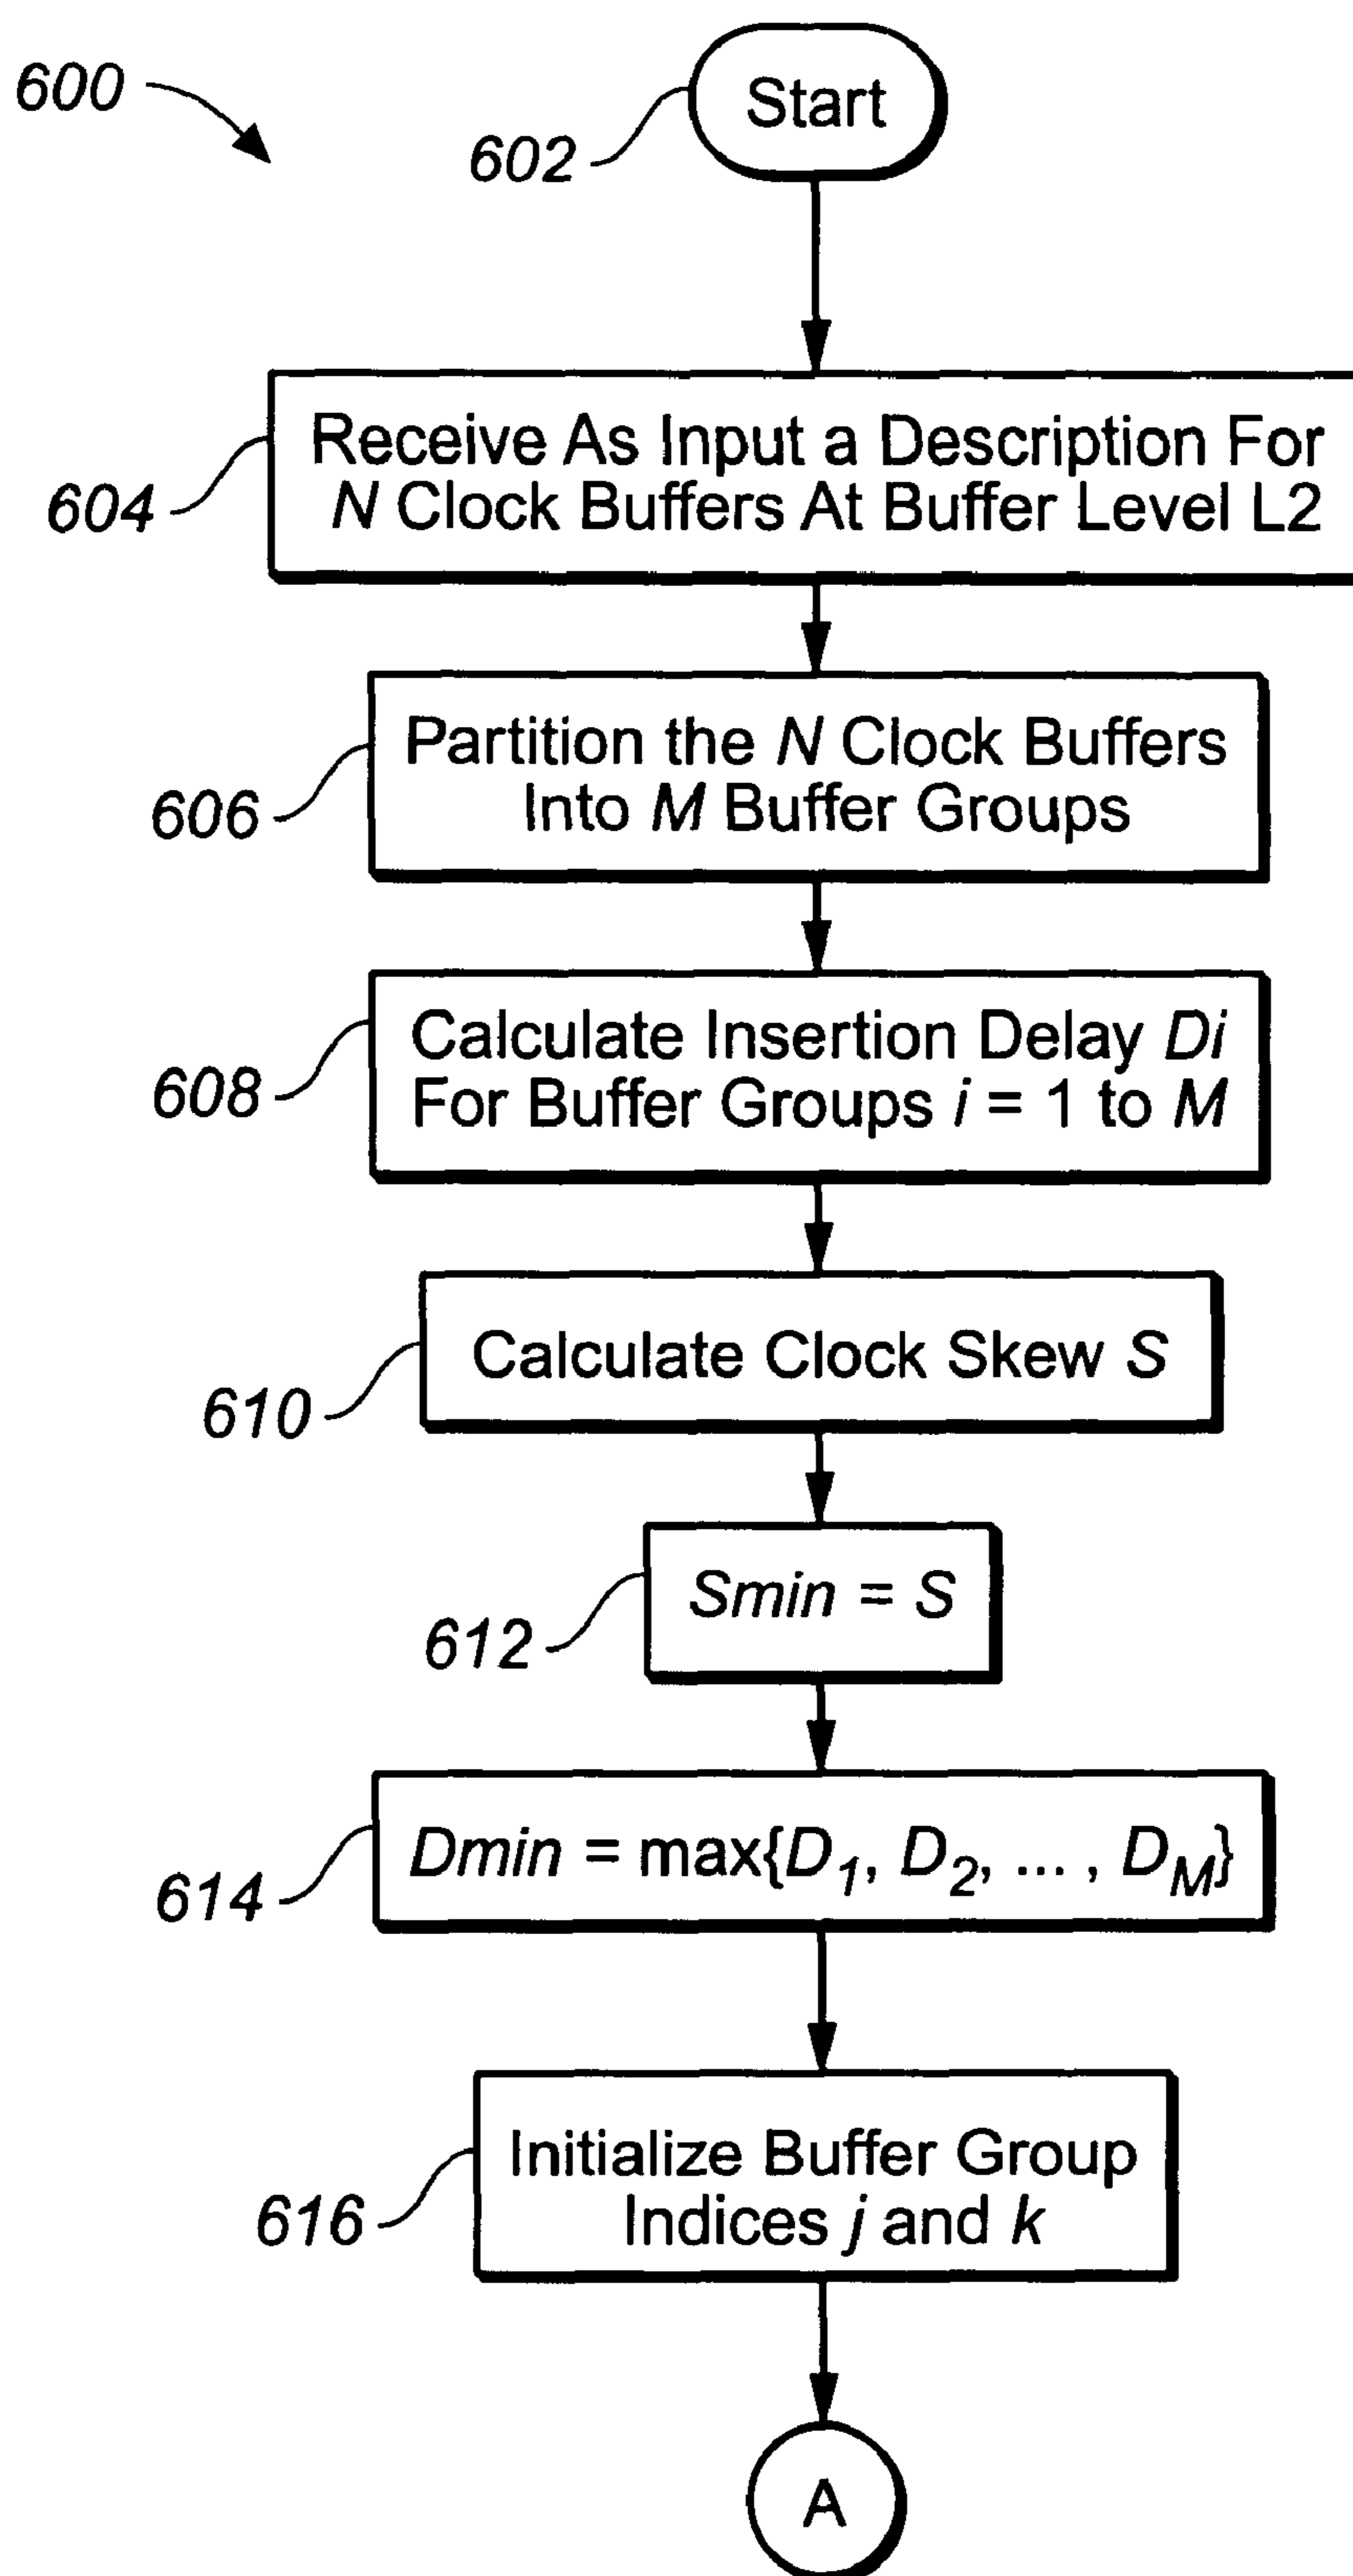 600
Start
602
Receive As Input a Description For
N Clock Buffers At Buffer Level L2
604
Partition the N Clock Buffers
Into M Buffer Groups
606
Calculate Insertion Delay Di
For Buffer Groups i = 1 to M
608
Calculate Clock Skew S
610
Smin = S
612
Dmin = max{D1, D2, ... , DM}
614
Initialize Buffer Group
Indices j and k
616
A